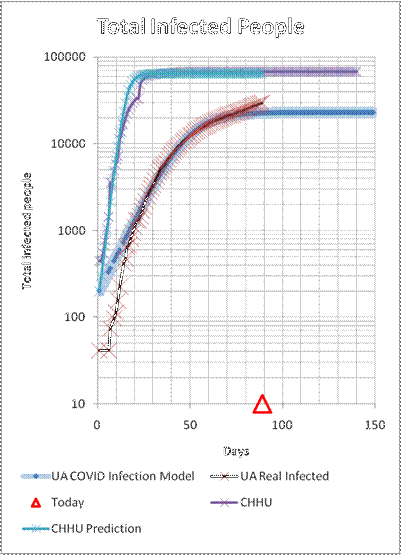 Total Infected People
100000
10000
1000
100
10
Total infected people
0 50 100 150
Days
UA COVID Infection Model
UA Real Infected
Today
CHHU
CHHU Prediction